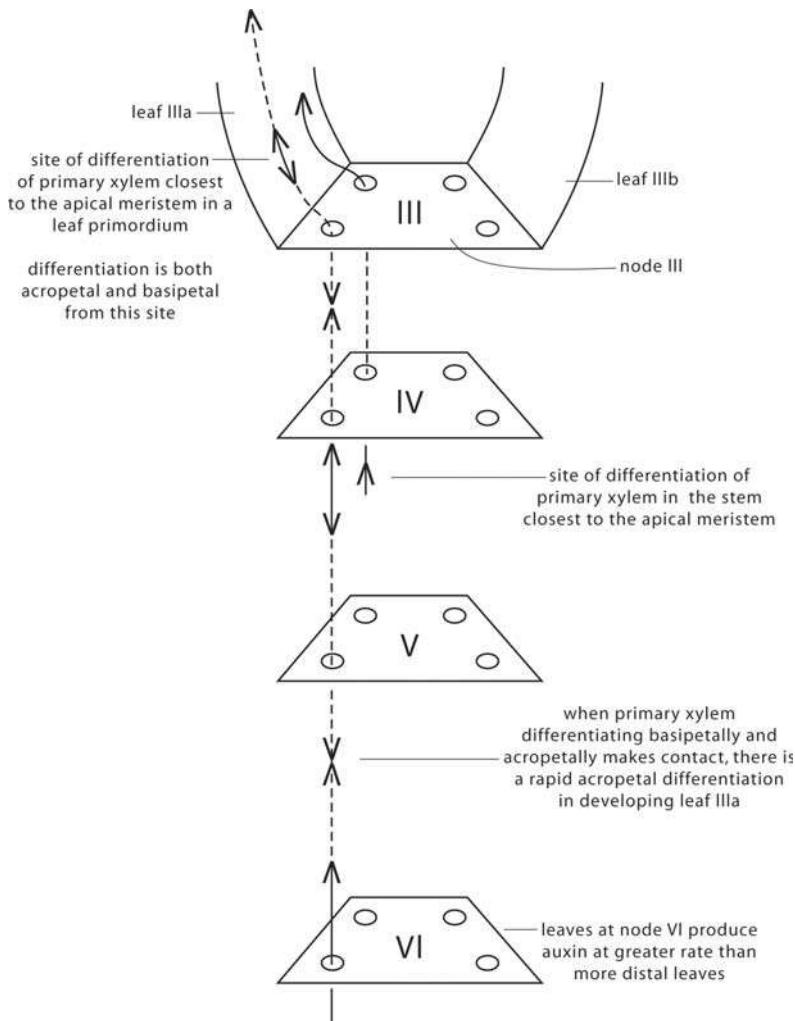 leaf IIIa
site of differentiation
of primary xylem closest
to the apical meristem in a
leaf primordium
differentiation is both
acropetal and basipetal
from this site
III
leaf IIIb
node III
IV
site of differentiation of
primary xylem in the stem
closest to the apical meristem
V
when primary xylem
differentiating basipetally and
acropetally makes contact, there is
a rapid acropetal differentiation
in developing leaf IIIa
VI
leaves at node VI produce
auxin at greater rate than
more distal leaves